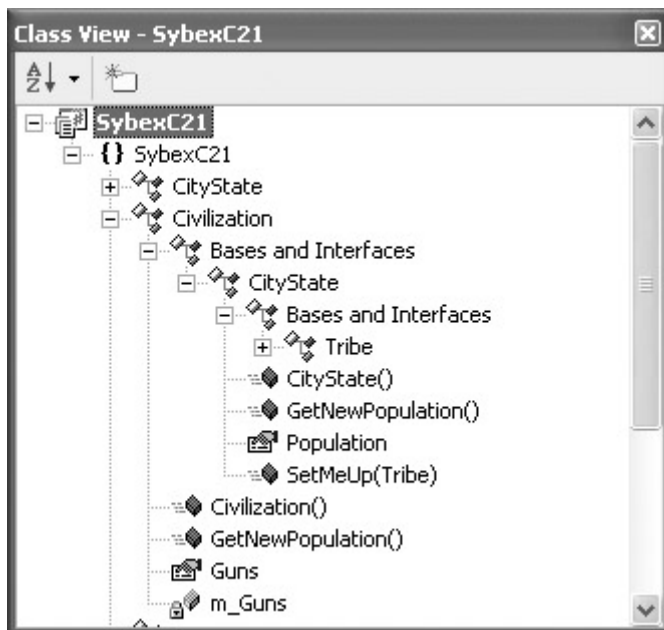 Class View - SybexC21
SybexC21
{} SybexC21
CityState
Civilization
Bases and Interfaces
CityState
Bases and Interfaces
Tribe
CityState()
GetNewPopulation()
Population
SetMeUp(Tribe)
Civilization()
GetNewPopulation()
Guns
m_Guns